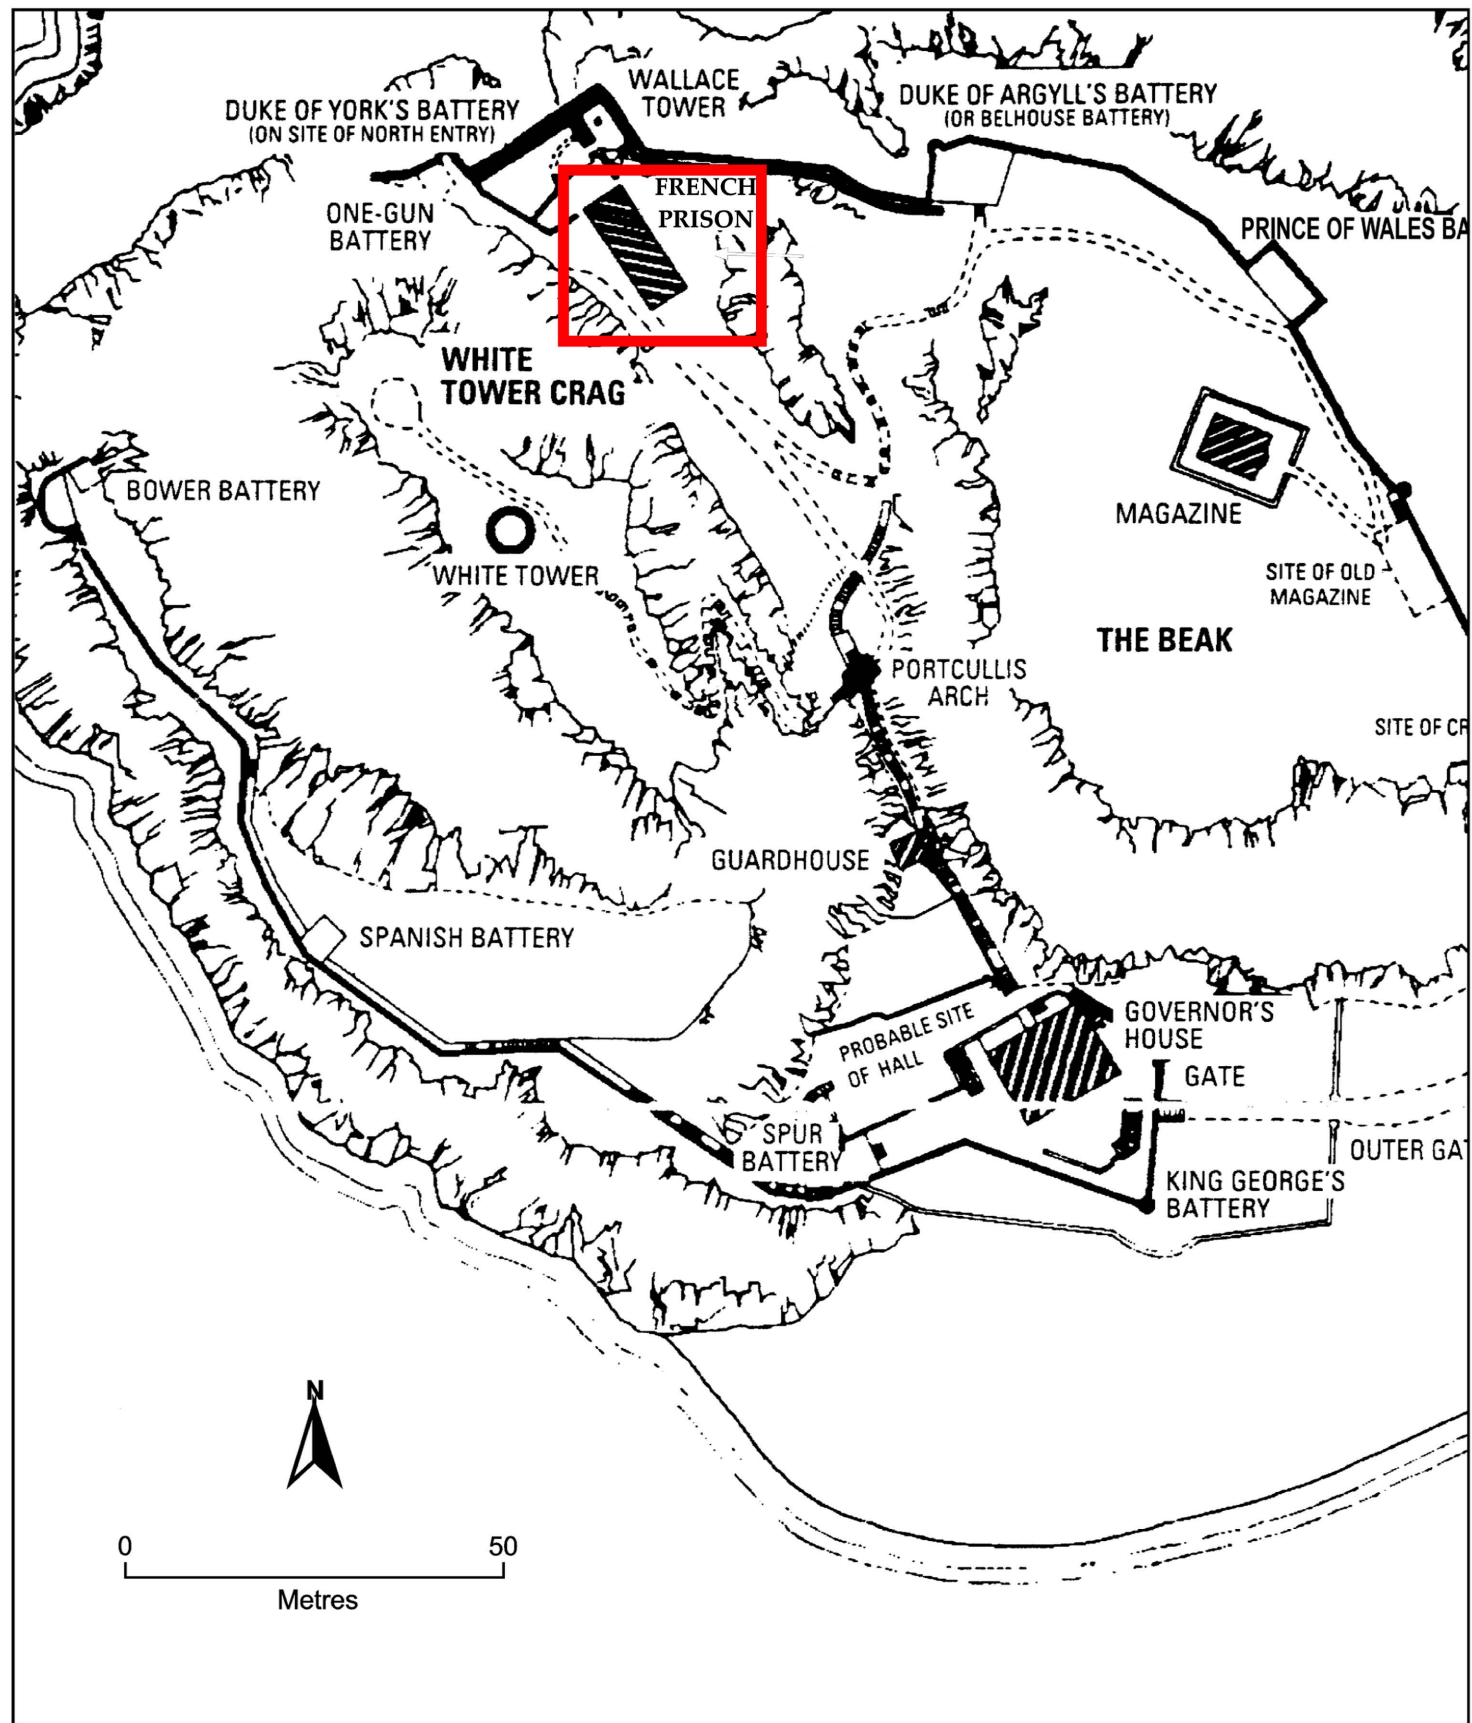 WALLACE
TOWER
DUKE OF YORK'S BATTERY
(ON SITE OF NORTH ENTRY)
DUKE OF ARGYLL'S BATTERY
(OR BELHOUSE BATTERY)
FRENCH
PRISON
ONE-GUN
BATTERY
PRINCE OF WALES BA
WHITE
TOWER CRAG
BOWER BATTERY
MAGAZINE
WHITE TOWER
SITE OF OLD
MAGAZINE
THE BEAK
PORTCULLIS
ARCH
SITE OF CR
GUARDHOUSE
SPANISH BATTERY
PROBABLE SITE
OF HALL
GOVERNOR'S
HOUSE
GATE
SPUR
BATTERY
OUTER GAT
KING GEORGE'S
BATTERY
N
0 50
Metres